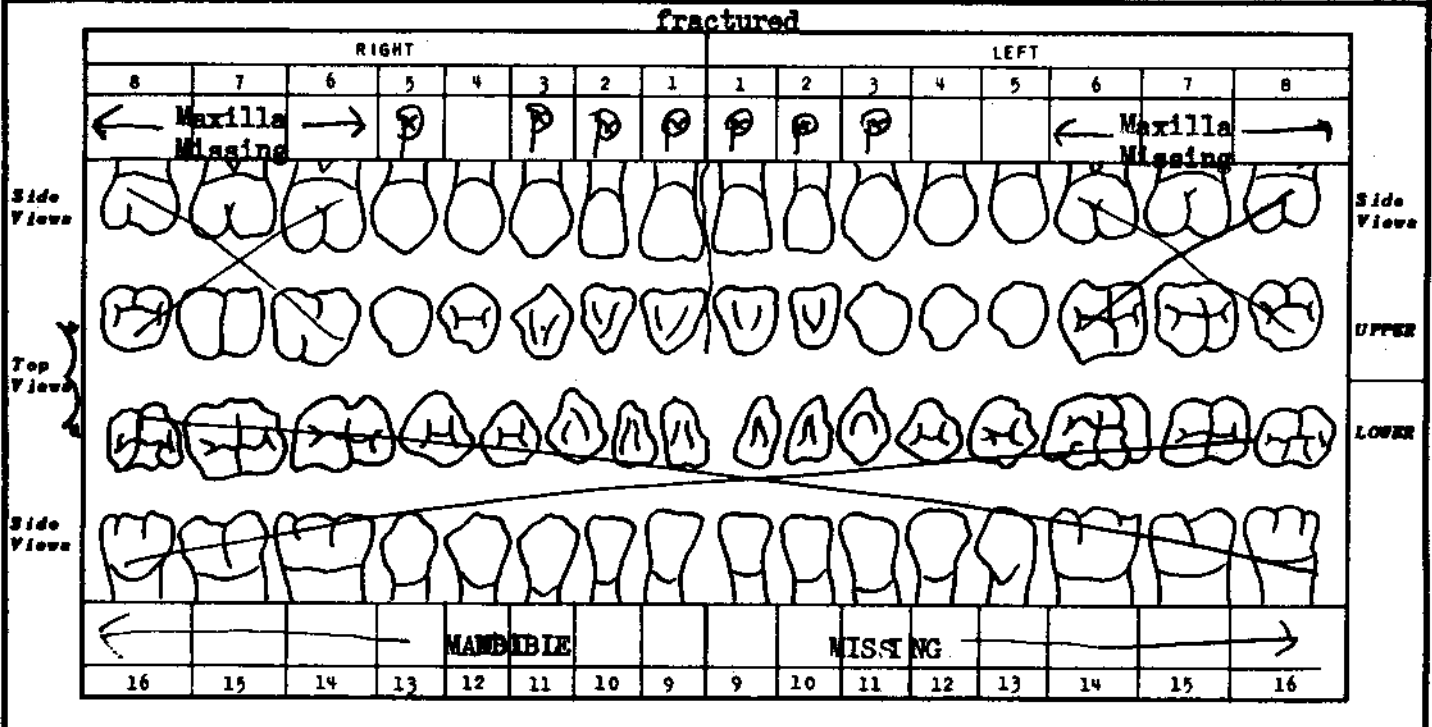 fractured
RIGHT LEFT
8 7 6 5 4 3 2 1 1 2 3 4 5 6 7 8
Maxilla Maxilla
Missing Missing
Side Side
Views Views
UPPER
Top
Views
LOWER
Side
Views
MANDIBIE MISSING
16 15 14 13 12 11 10 9 9 10 11 12 13 14 15 16